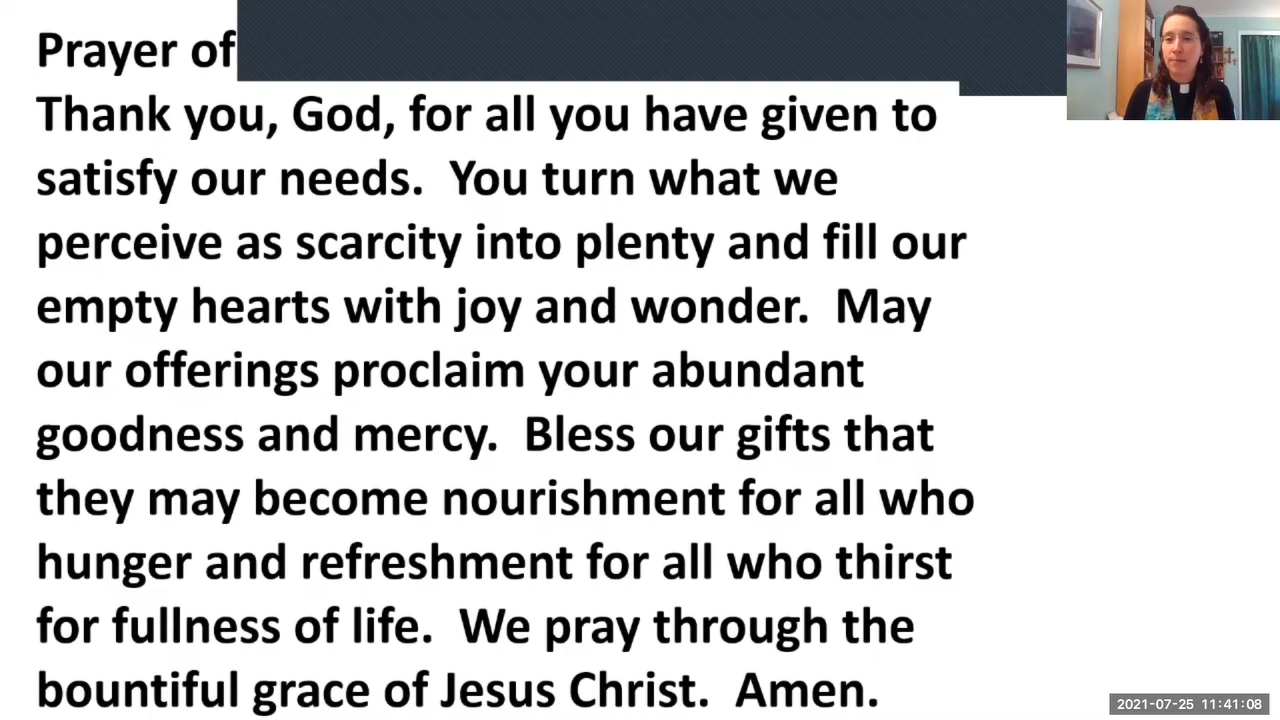 Prayer of
Thank you, God, for all you have given to
satisfy our needs.  You turn what we
perceive as scarcity into plenty and fill our
empty hearts with joy and wonder.  May
our offerings proclaim your abundant
goodness and mercy.  Bless our gifts that
they may become nourishment for all who
hunger and refreshment for all who thirst
for fullness of life.  We pray through the
bountiful grace of Jesus Christ.  Amen.
2021-07-25 11:41:08